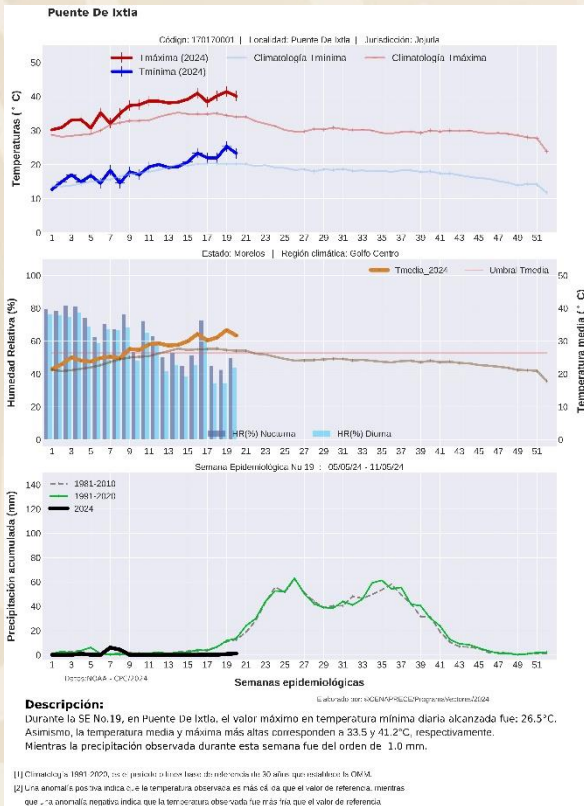 Puente De Ixtla
Código: 170170001 | Localidad: Puente De Ixtla | Jurisdicción: Jojutla
Tmáxima (2024)
Tmínima (2024)
Climatología Tmínima
Climatología Tmáxima
Temperaturas (° C)
50
40
30
20
10
0
1 3 5 7 9 11 13 15 17 19 21 23 25 27 29 31 33 35 37 39 41 43 45 47 49 51
Estado: Morelos | Región climática: Golfo Centro
Tmedia_2024
Umbral Tmedia
Humedad Relativa (%)
100
80
60
40
20
0
Temperatura media (° C)
50
40
30
20
10
0
HR(%) Nocturna
HR(%) Diurna
1 3 5 7 9 11 13 15 17 19 21 23 25 27 29 31 33 35 37 39 41 43 45 47 49 51
Semana Epidemiológica No 19 : 05/05/24 - 11/05/24
1981-2010
1991-2020
2024
Precipitación acumulada (mm)
140
120
100
80
60
40
20
0
1 3 5 7 9 11 13 15 17 19 21 23 25 27 29 31 33 35 37 39 41 43 45 47 49 51
Datos:NOAA - CPC/2024
Semanas epidemiológicas
Elaborado por: sCENAPRECE/ProgramaVectores/2024
Descripción:
Durante la SE No.19, en Puente De Ixtla, el valor máximo en temperatura mínima diaria alcanzada fue: 26.5°C.
Asimismo, la temperatura media y máxima más altas corresponden a 33.5 y 41.2°C, respectivamente.
Mientras la precipitación observada durante esta semana fue del orden de 1.0 mm.
[1] Climatología 1991-2020, es el periodo o línea base de referencia de 30 años que establece la OMM.
[2] Una anomalía positiva indica que la temperatura observada es más cálida que el valor de referencia, mientras
que una anomalía negativa indica que la temperatura observada fue más fría que el valor de referencia